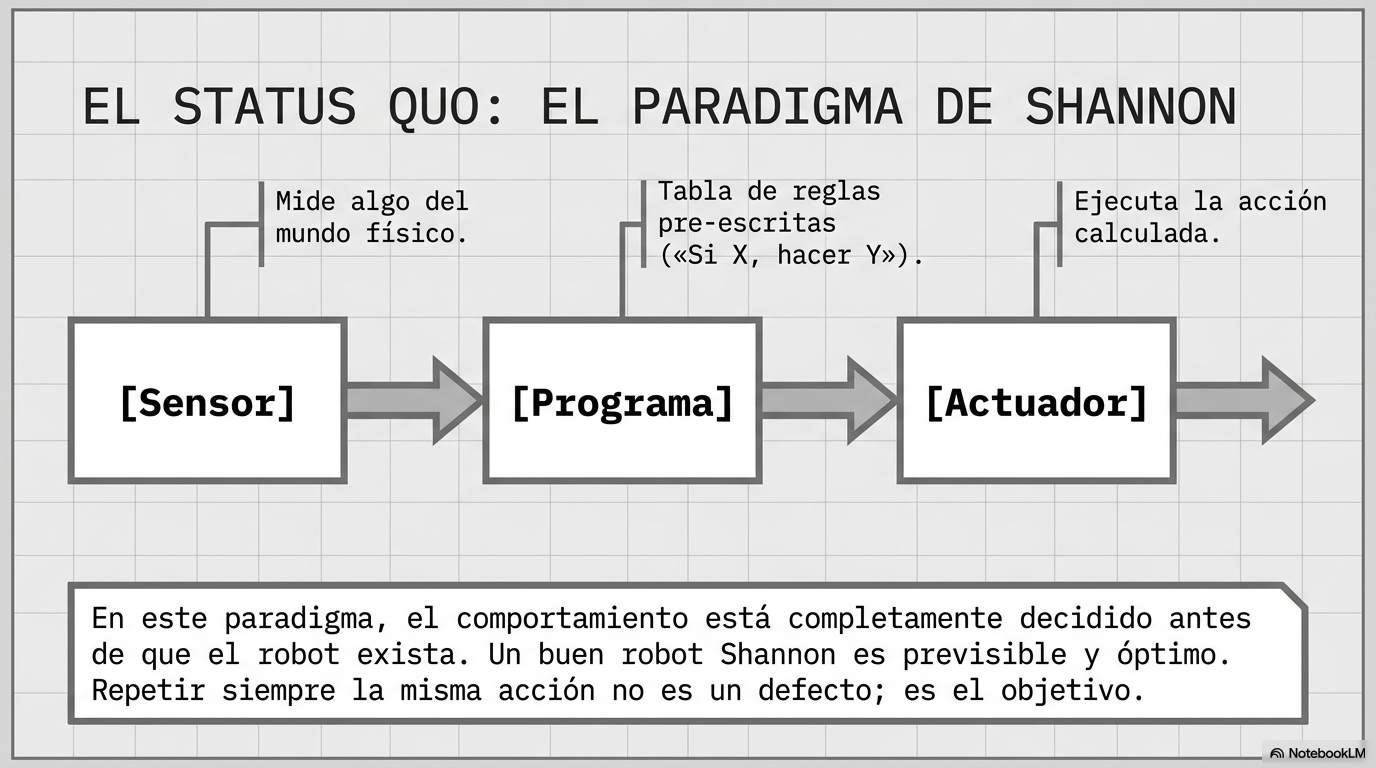 EL STATUS QUO: EL PARADIGMA DE SHANNON
Mide algo del
mundo físico.
Tabla de reglas
pre-escritas
(«Si X, hacer Y»).
Ejecuta la acción
calculada.
[Sensor]
[Programa]
[Actuador]
En este paradigma, el comportamiento está completamente decidido antes
de que el robot exista. Un buen robot Shannon es previsible y óptimo.
Repetir siempre la misma acción no es un defecto; es el objetivo.
NotebookLM